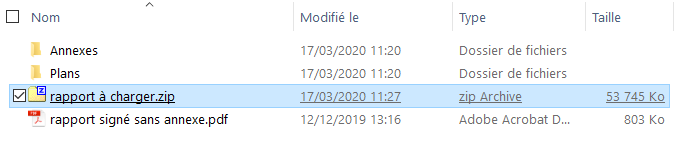 Nom Modifié le Type Taille
Annexes 17/03/2020 11:20 Dossier de fichiers
Plans 17/03/2020 11:20 Dossier de fichiers
rapport à charger.zip 17/03/2020 11:27 zip Archive 53 745 Ko
rapport signé sans annexe.pdf 12/12/2019 13:16 Adobe Acrobat D... 803 Ko